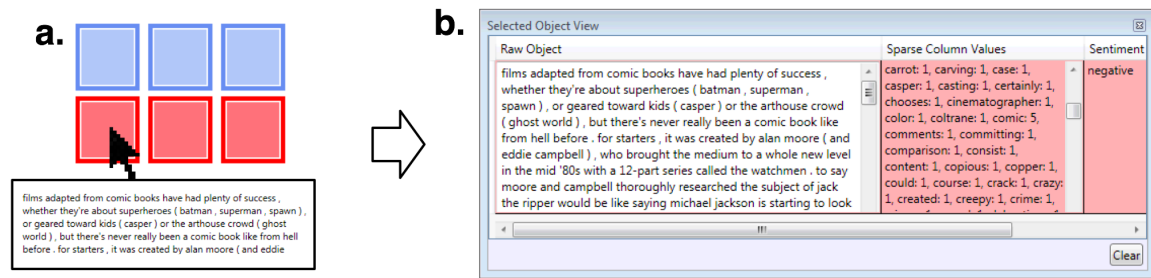 a.
films adapted from comic books have had plenty of success ,
whether they're about superheroes ( batman , superman , spawn ) ,
or geared toward kids ( casper ) or the arthouse crowd ( ghost
world ) , but there's never really been a comic book like from hell
before . for starters , it was created by alan moore ( and eddie
b.
Selected Object View
Raw Object
films adapted from comic books have had plenty of success ,
whether they're about superheroes ( batman , superman ,
spawn ) , or geared toward kids ( casper ) or the arthouse crowd
( ghost world ) , but there's never really been a comic book like
from hell before . for starters , it was created by alan moore ( and
eddie campbell ) , who brought the medium to a whole new level
in the mid '80s with a 12-part series called the watchmen . to say
moore and campbell thoroughly researched the subject of jack
the ripper would be like saying michael jackson is starting to look
Sparse Column Values
carrot: 1, carving: 1, case: 1,
casper: 1, casting: 1, certainly: 1,
chooses: 1, cinematographer: 1,
color: 1, coltrane: 1, comic: 5,
comments: 1, committing: 1,
comparison: 1, consist: 1,
content: 1, copious: 1, copper: 1,
could: 1, course: 1, crack: 1, crazy:
1, created: 1, creepy: 1, crime: 1,
Sentiment
negative
Clear